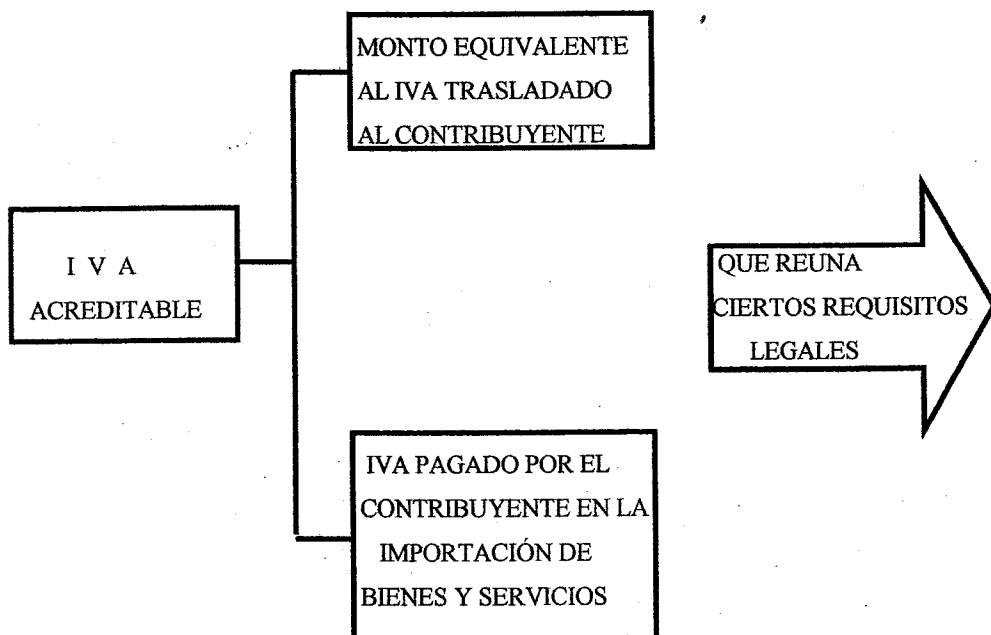 MONTO EQUIVALENTE
AL IVA TRASLADADO
AL CONTRIBUYENTE
I V A
ACREDITABLE
QUE REUNA
CIERTOS REQUISITOS
LEGALES
IVA PAGADO POR EL
CONTRIBUYENTE EN LA
IMPORTACIÓN DE
BIENES Y SERVICIOS